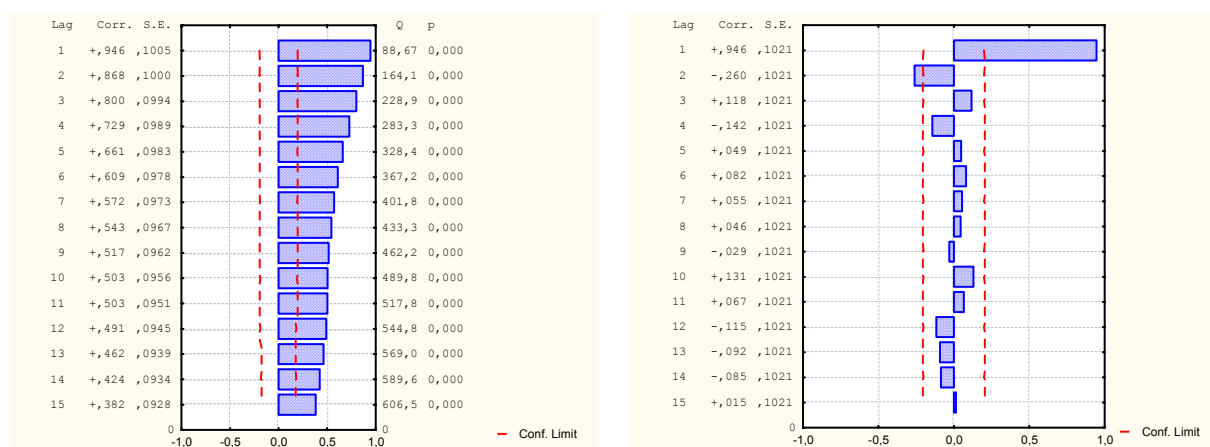 Lag Corr. S.E. Q p
1 +,946 ,1005 88,67 0,000
2 +,868 ,1000 164,1 0,000
3 +,800 ,0994 228,9 0,000
4 +,729 ,0989 283,3 0,000
5 +,661 ,0983 328,4 0,000
6 +,609 ,0978 367,2 0,000
7 +,572 ,0973 401,8 0,000
8 +,543 ,0967 433,3 0,000
9 +,517 ,0962 462,2 0,000
10 +,503 ,0956 489,8 0,000
11 +,503 ,0951 517,8 0,000
12 +,491 ,0945 544,8 0,000
13 +,462 ,0939 569,0 0,000
14 +,424 ,0934 589,6 0,000
15 +,382 ,0928 606,5 0,000
0 0
-1,0 -0,5 0,0 0,5 1,0
Conf. Limit
Lag Corr. S.E.
1 +,946 ,1021
2 -,260 ,1021
3 +,118 ,1021
4 -,142 ,1021
5 +,049 ,1021
6 +,082 ,1021
7 +,055 ,1021
8 +,046 ,1021
9 -,029 ,1021
10 +,131 ,1021
11 +,067 ,1021
12 -,115 ,1021
13 -,092 ,1021
14 -,085 ,1021
15 +,015 ,1021
0
-1,0 -0,5 0,0 0,5 1,0
Conf. Limit